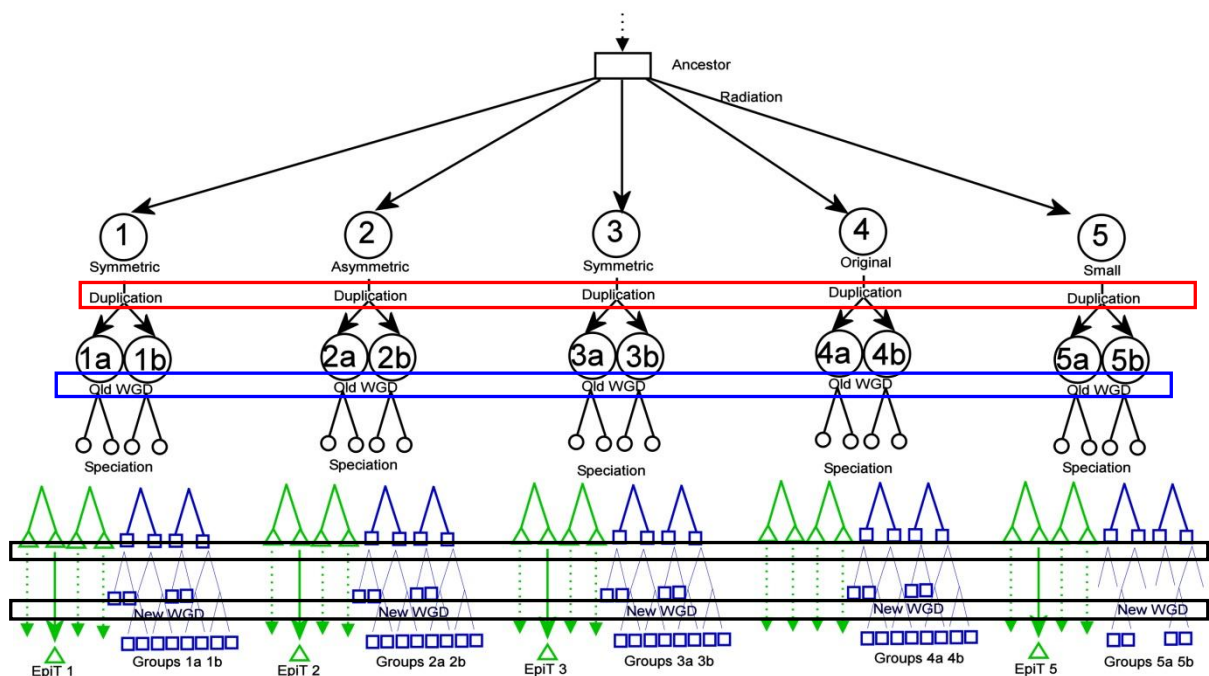 Ancestor
Radiation
1 2 3 4 5
Symmetric Asymmetric Symmetric Original Small
Duplication Duplication Duplication Duplication Duplication
1a 1b 2a 2b 3a 3b 4a 4b 5a 5b
Old WGD Old WGD Old WGD Old WGD Old WGD
Speciation Speciation Speciation Speciation Speciation
New WGD New WGD New WGD New WGD New WGD
EpiT 1 Groups 1a 1b EpiT 2 Groups 2a 2b EpiT 3 Groups 3a 3b Groups 4a 4b EpiT 5 Groups 5a 5b